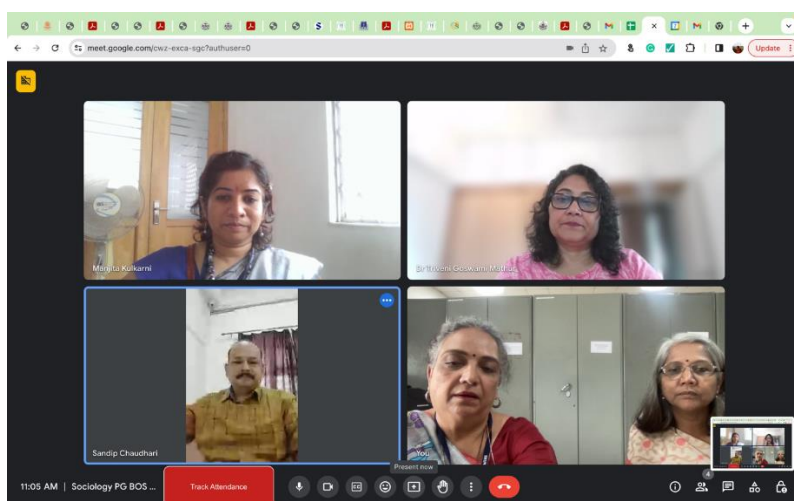 meet.google.com/cwz-exca-sgc?authuser=0
Update
Manjita Kulkarni
Dr Triveni Goswami Mathur
Sandip Chaudhari
You
Present now
4
11:05 AM | Sociology PG BOS ...
Track Attendance